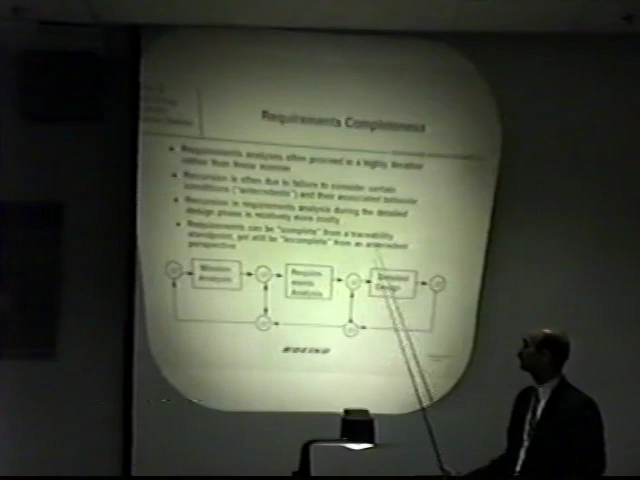 Requirements Completeness
• Requirements analyses often proceed in a highly iterative
rather than linear manner
• Recursion is often due to failure to consider certain
conditions ("antecedents") and their associated behavior
• Recursion in requirements analysis during the detailed
design phase is relatively more costly
• Requirements can be "complete" from a traceability
standpoint, yet still be "incomplete" from an antecedent
perspective
Mission
Analysis
Require-
ments
Analysis
Detailed
Design
BOEING